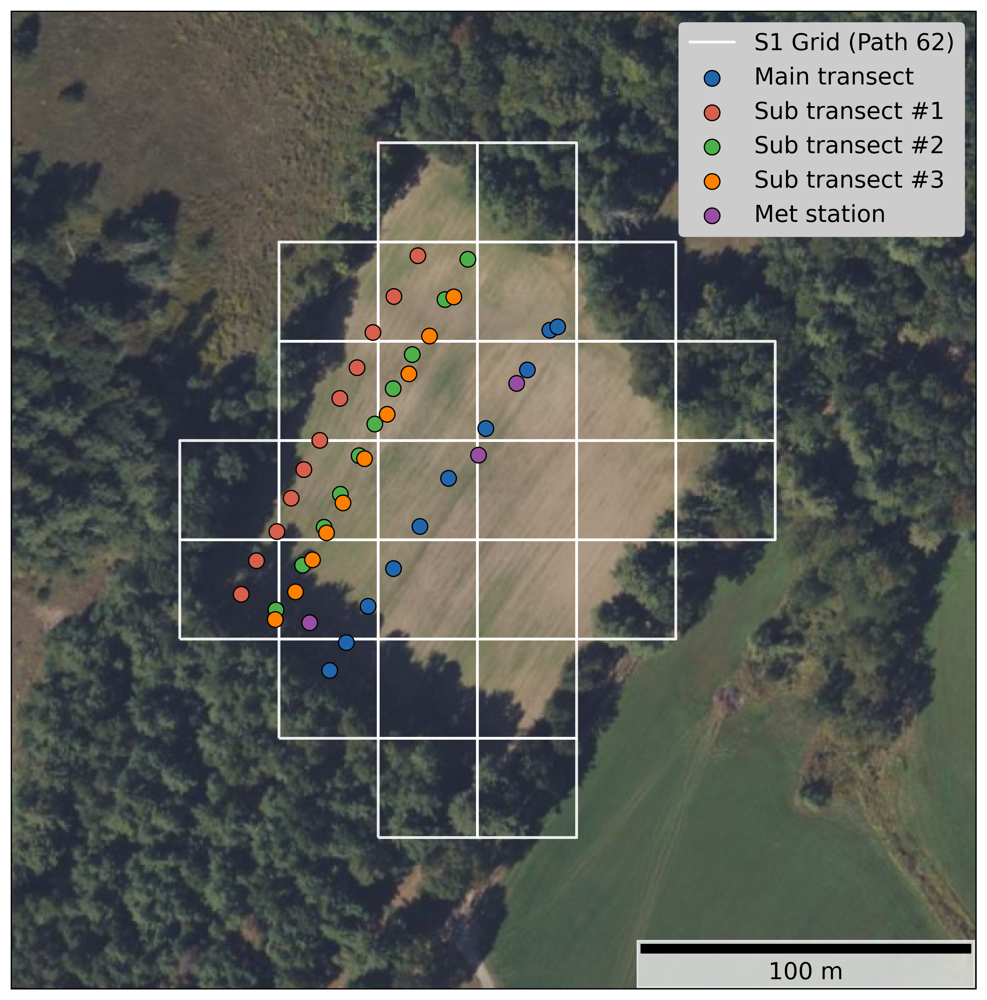 S1 Grid (Path 62)
Main transect
Sub transect #1
Sub transect #2
Sub transect #3
Met station
100 m